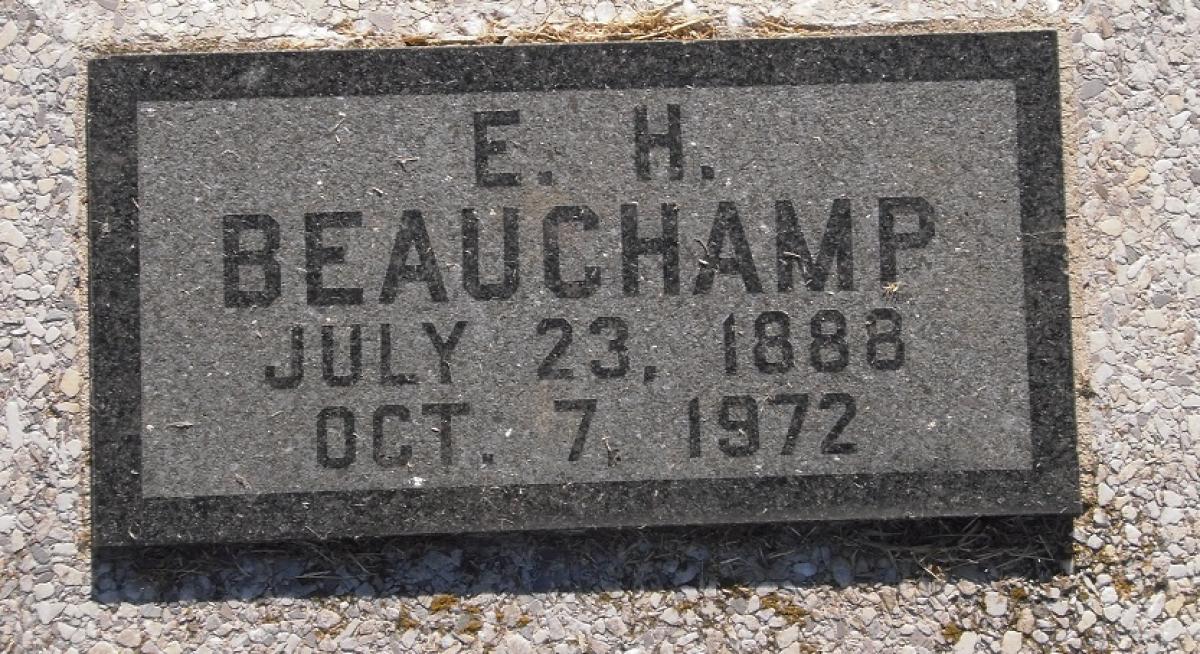 E. H.
BEAUCHAMP
JULY 23, 1888
OCT. 7, 1972